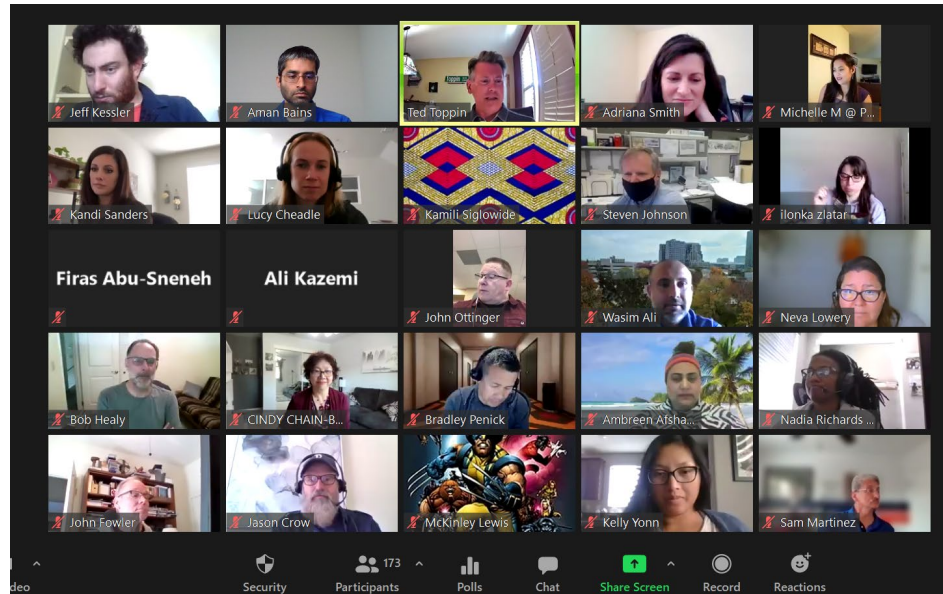 Jeff Kessler
Aman Bains
Ted Toppin
Adriana Smith
Michelle M @ P...
Kandi Sanders
Lucy Cheadle
Kamili Siglowide
Steven Johnson
ilonka zlatar
Firas Abu-Sneneh
Ali Kazemi
John Ottinger
Wasim Ali
Neva Lowery
Bob Healy
CINDY CHAIN-B...
Bradley Penick
Ambreen Afsha...
Nadia Richards ...
John Fowler
Jason Crow
McKinley Lewis
Kelly Yonn
Sam Martinez
173
deo
Security
Participants
Polls
Chat
Share Screen
Record
Reactions